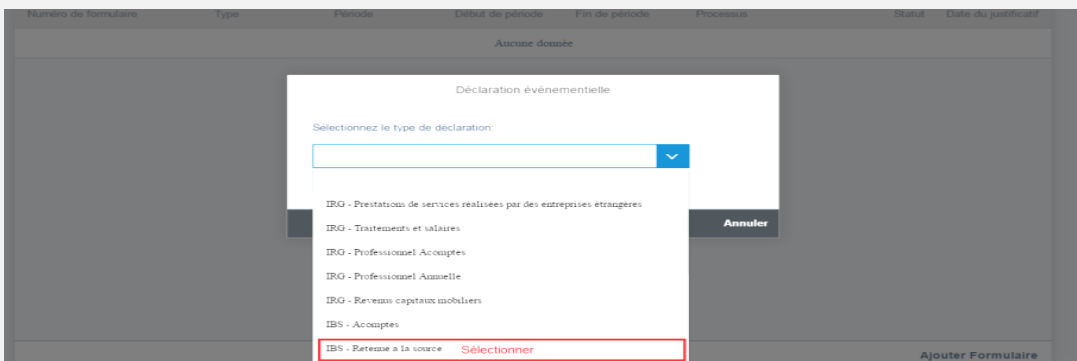 Numéro de formulaire Type Période Début de période Fin de période Processus Statut Date du justificatif
Aucune donnée
Déclaration événementielle
Sélectionnez le type de déclaration:
IRG - Prestations de services réalisées par des entreprises étrangères
Annuler
IRG - Traitements et salaires
IRG - Professionnel Acomptes
IRG - Professionnel Annuelle
IRG - Revenus capitaux mobiliers
IBS - Acomptes
IBS - Retenue a la source Sélectionner
Ajouter Formulaire